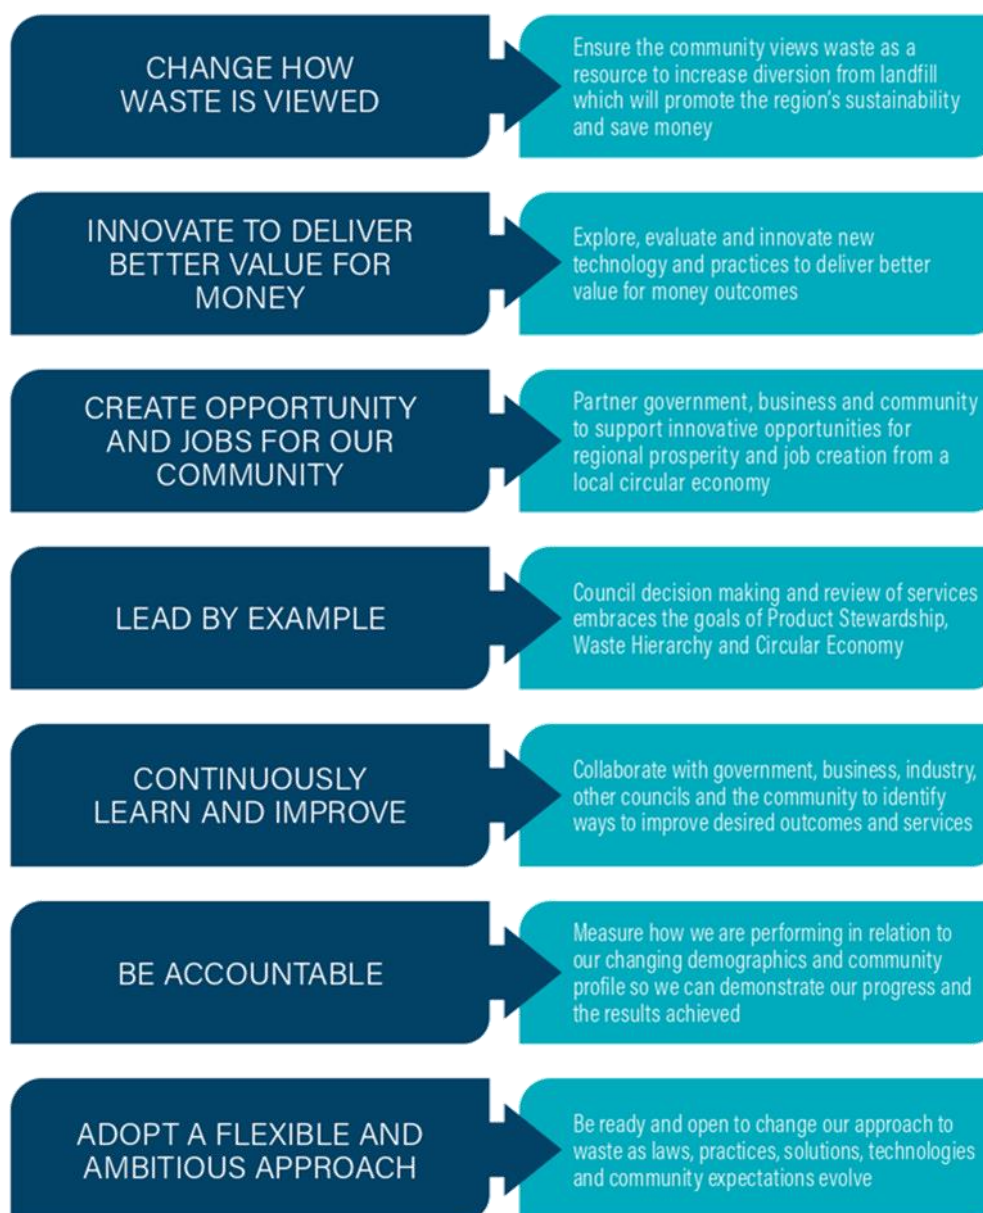 CHANGE HOW
WASTE IS VIEWED
Ensure the community views waste as a
resource to increase diversion from landfill
which will promote the region's sustainability
and save money
INNOVATE TO DELIVER
BETTER VALUE FOR
MONEY
Explore, evaluate and innovate new
technology and practices to deliver better
value for money outcomes
CREATE OPPORTUNITY
AND JOBS FOR OUR
COMMUNITY
Partner government, business and community
to support innovative opportunities for
regional prosperity and job creation from a
local circular economy
LEAD BY EXAMPLE
Council decision making and review of services
embraces the goals of Product Stewardship,
Waste Hierarchy and Circular Economy
CONTINUOUSLY
LEARN AND IMPROVE
Collaborate with government, business, industry,
other councils and the community to identify
ways to improve desired outcomes and services
BE ACCOUNTABLE
Measure how we are performing in relation to
our changing demographics and community
profile so we can demonstrate our progress and
the results achieved
ADOPT A FLEXIBLE AND
AMBITIOUS APPROACH
Be ready and open to change our approach to
waste as laws, practices, solutions, technologies
and community expectations evolve